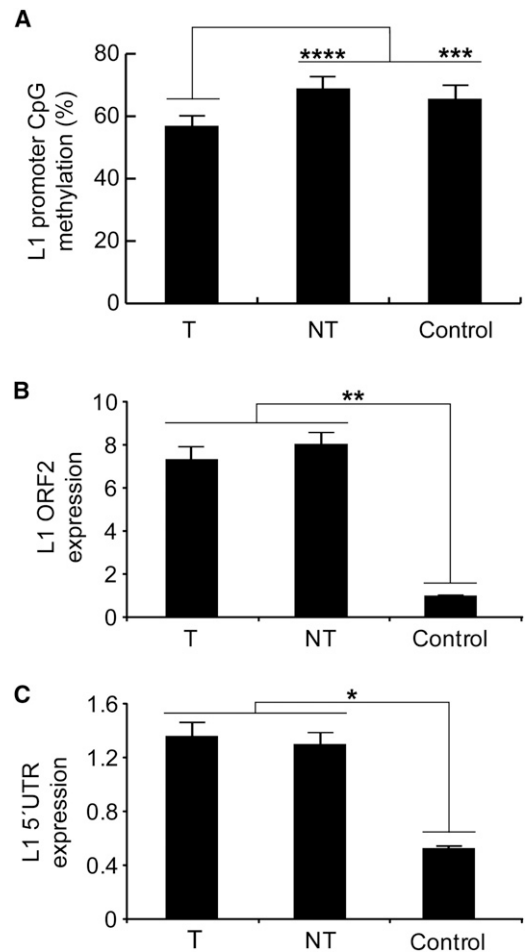 A
L1 promoter CpG
methylation (%)
80
60
40
20
0
**** ***
T NT Control
B
L1 ORF2
expression
10
8
6
4
2
0
**
T NT Control
C
L1 5´UTR
expression
1.6
1.2
0.8
0.4
0
*
T NT Control